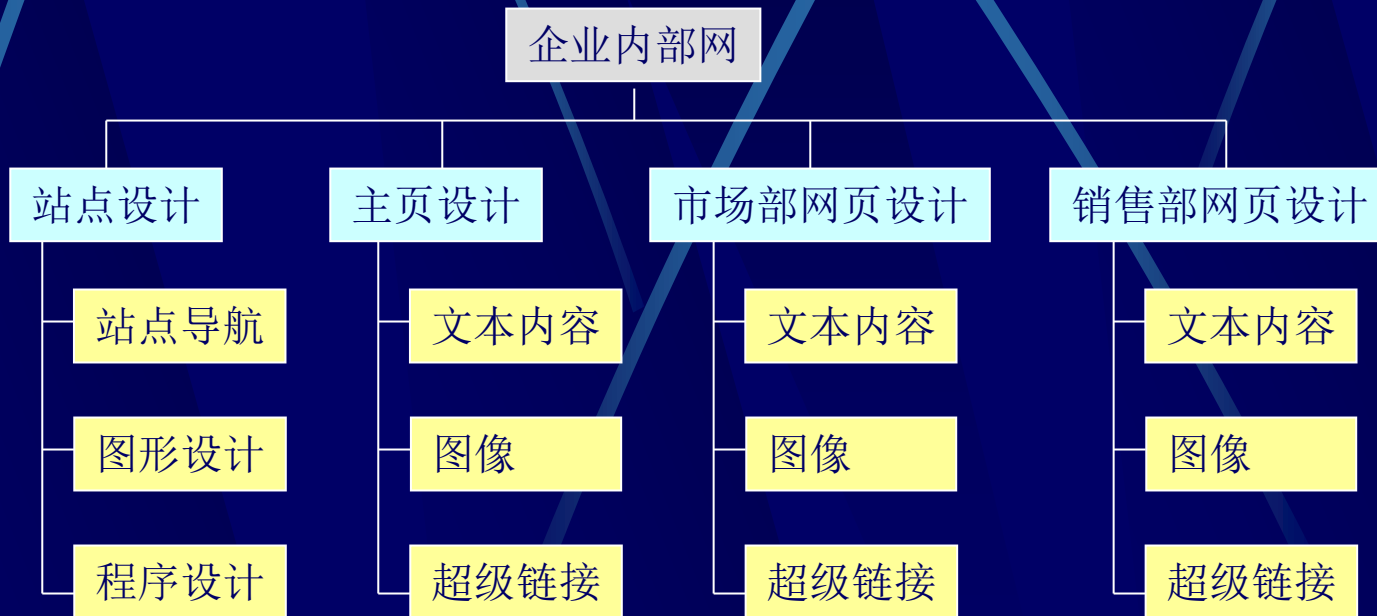 企业内部网
站点设计
主页设计
市场部网页设计
销售部网页设计
站点导航
文本内容
文本内容
文本内容
图形设计
图像
图像
图像
程序设计
超级链接
超级链接
超级链接